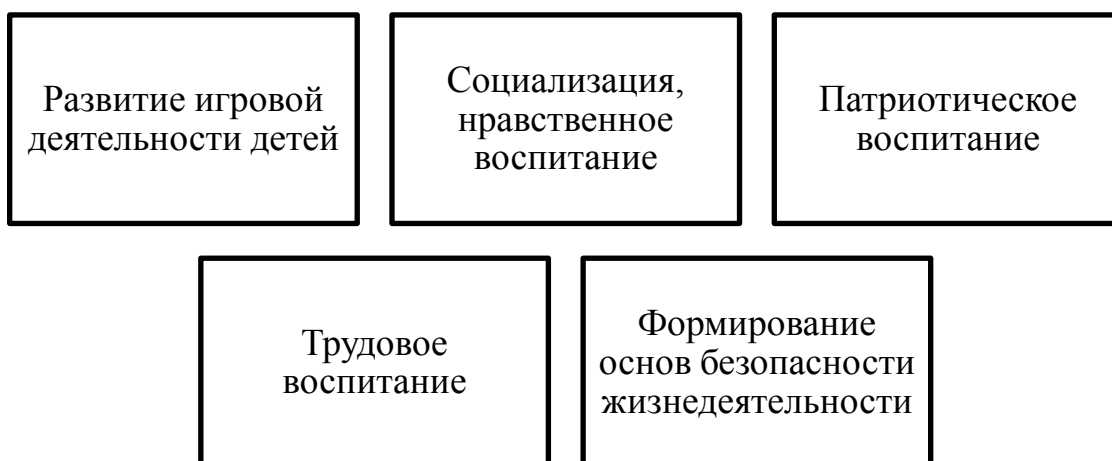 Развитие игровой
деятельности детей
Социализация,
нравственное
воспитание
Патриотическое
воспитание
Трудовое
воспитание
Формирование
основ безопасности
жизнедеятельности